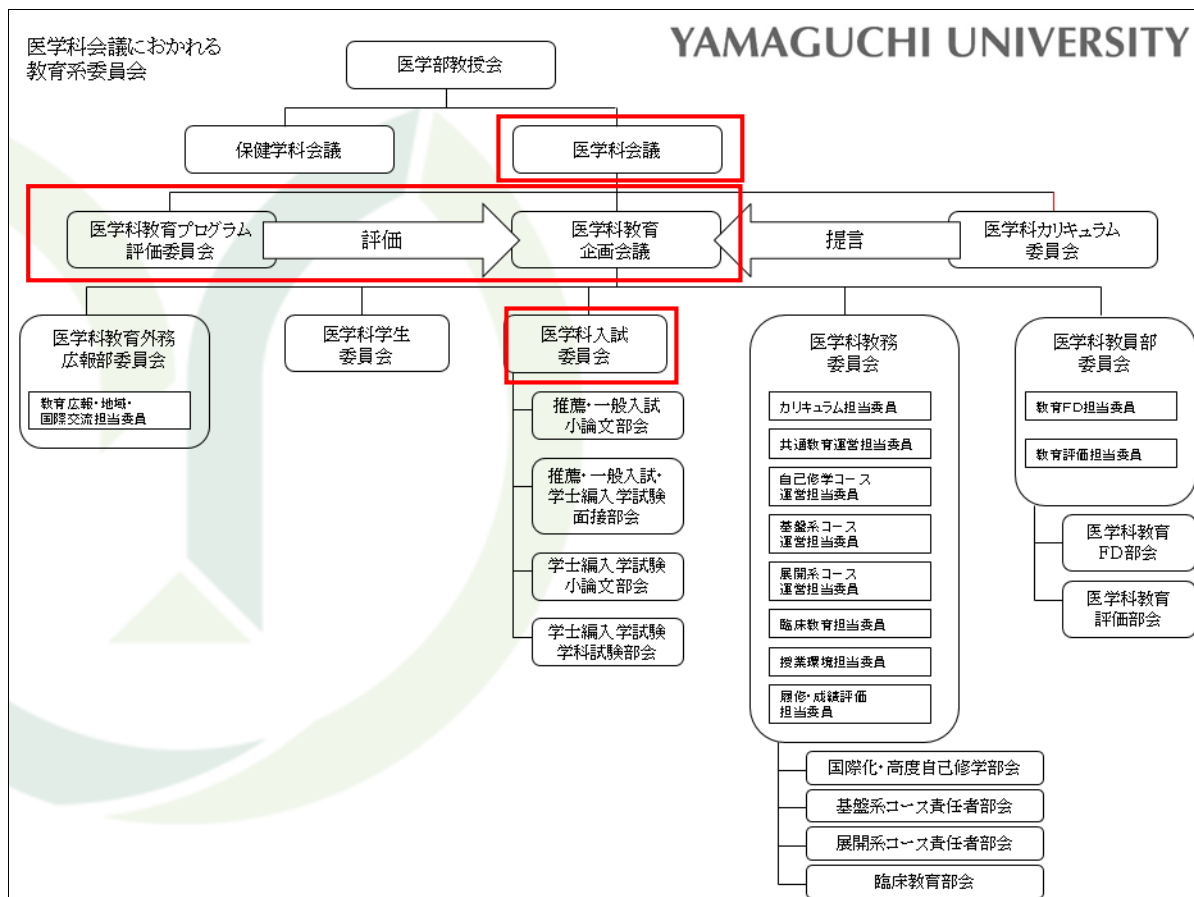 医学科会議におかれる
教育系委員会
YAMAGUCHI UNIVERSITY
医学部教授会
保健学科会議
医学科会議
医学科教育プログラム
評価委員会
評価
医学科教育
企画会議
提言
医学科カリキュラム
委員会
医学科教育外務
広報部委員会
教育広報・地域・
国際交流担当委員
医学科学生
委員会
医学科入試
委員会
推薦・一般入試
小論文部会
推薦・一般入試・
学士編入学試験
面接部会
学士編入学試験
小論文部会
学士編入学試験
学科試験部会
医学科教務
委員会
カリキュラム担当委員
共通教育運営担当委員
自己修学コース
運営担当委員
基盤系コース
運営担当委員
展開系コース
運営担当委員
臨床教育担当委員
授業環境担当委員
履修・成績評価
担当委員
国際化・高度自己修学部会
基盤系コース責任者部会
展開系コース責任者部会
臨床教育部会
医学科教員部
委員会
教育FD担当委員
教育評価担当委員
医学科教育
FD部会
医学科教育
評価部会